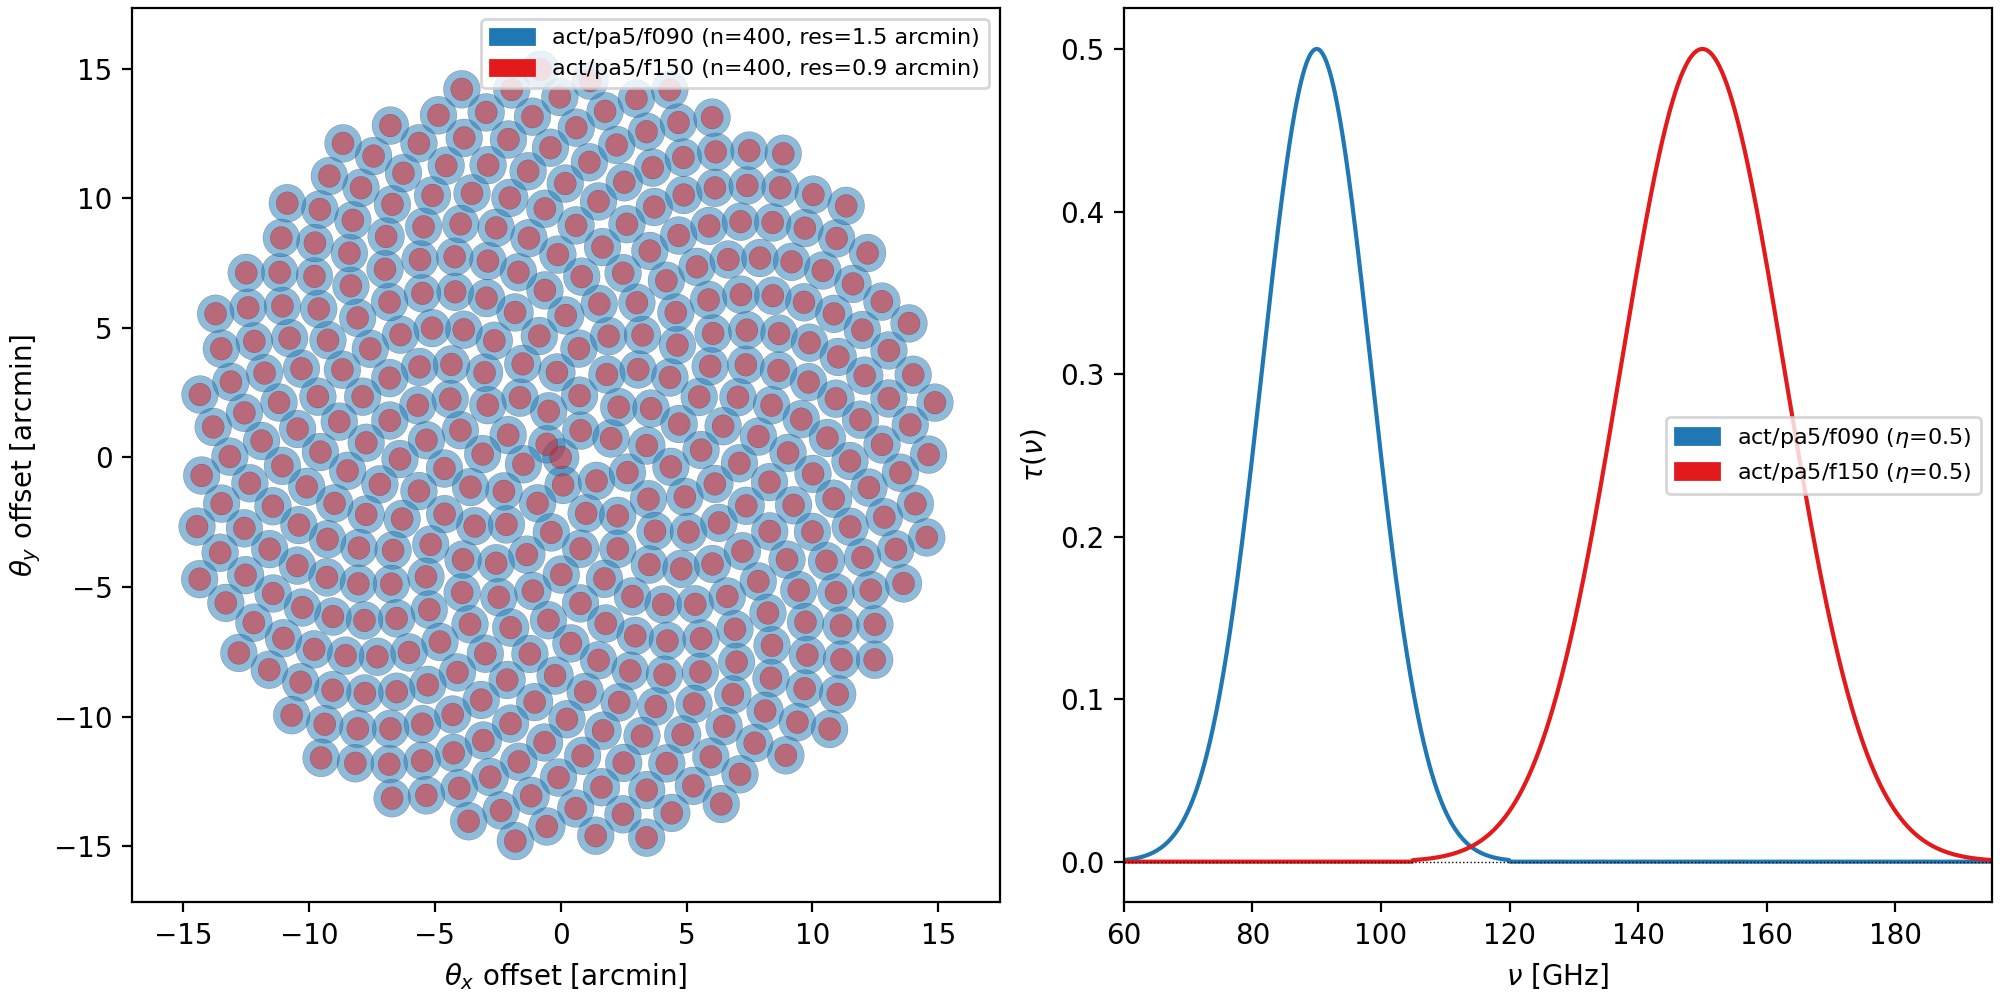 act/pa5/f090 (n=400, res=1.5 arcmin)
act/pa5/f150 (n=400, res=0.9 arcmin)
15
10
5
0
−5
−10
−15
θy offset [arcmin]
−15 −10 −5 0 5 10 15
θx offset [arcmin]
0.5
0.4
0.3
0.2
0.1
0.0
τ(ν)
act/pa5/f090 (η=0.5)
act/pa5/f150 (η=0.5)
60 80 100 120 140 160 180
ν [GHz]